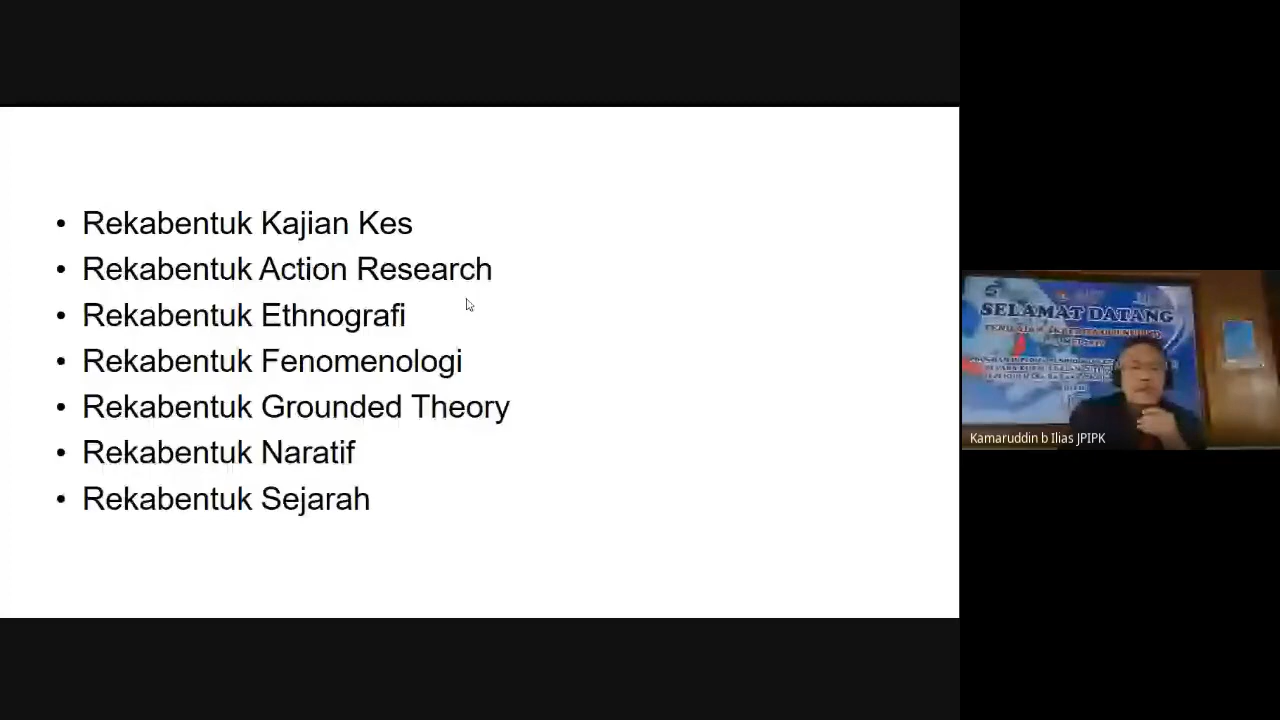 • Rekabentuk Kajian Kes
• Rekabentuk Action Research
• Rekabentuk Ethnografi
• Rekabentuk Fenomenologi
• Rekabentuk Grounded Theory
• Rekabentuk Naratif
• Rekabentuk Sejarah
SELAMAT DATANG
Kamaruddin b Ilias JPIPK